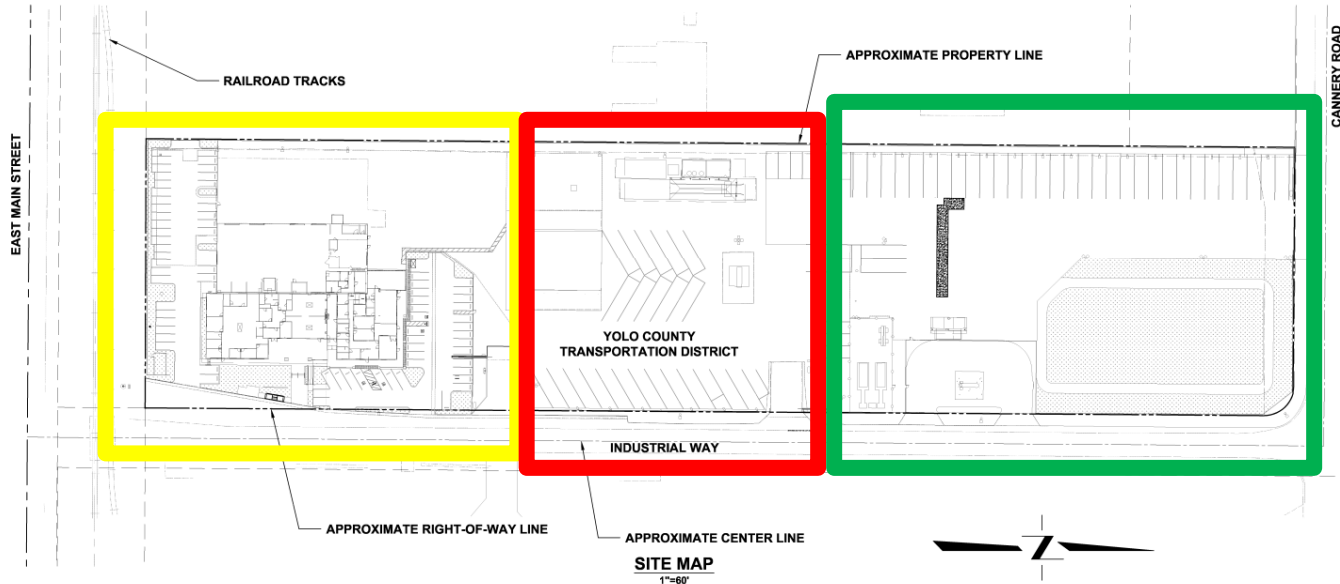 RAILROAD TRACKS
APPROXIMATE PROPERTY LINE
CANNERY ROAD
EAST MAIN STREET
YOLO COUNTY
TRANSPORTATION DISTRICT
INDUSTRIAL WAY
APPROXIMATE RIGHT-OF-WAY LINE
APPROXIMATE CENTER LINE
SITE MAP
1"=60'
Z